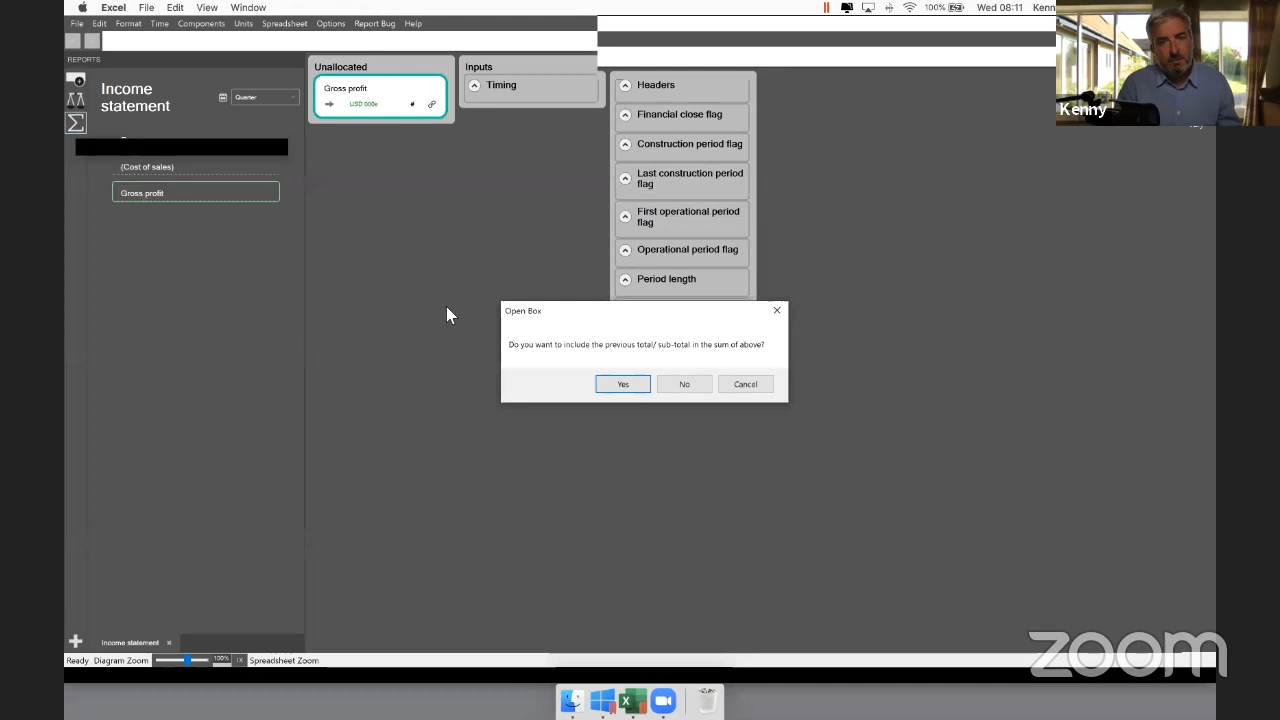 Excel File Edit View Window
100% Wed 08:11 Kenn
File Edit Format Time Components Units Spreadsheet Options Report Bug Help
REPORTS
Income
statement
Quarter
(Cost of sales)
Gross profit
Unallocated
Gross profit
USD 000s #
Inputs
Timing
Headers
Financial close flag
Construction period flag
Last construction period
flag
First operational period
flag
Operational period flag
Period length
Open Box
Do you want to include the previous total/ sub-total in the sum of above?
Yes No Cancel
Income statement
Ready Diagram Zoom 100% 1X Spreadsheet Zoom
Kenny
zoom